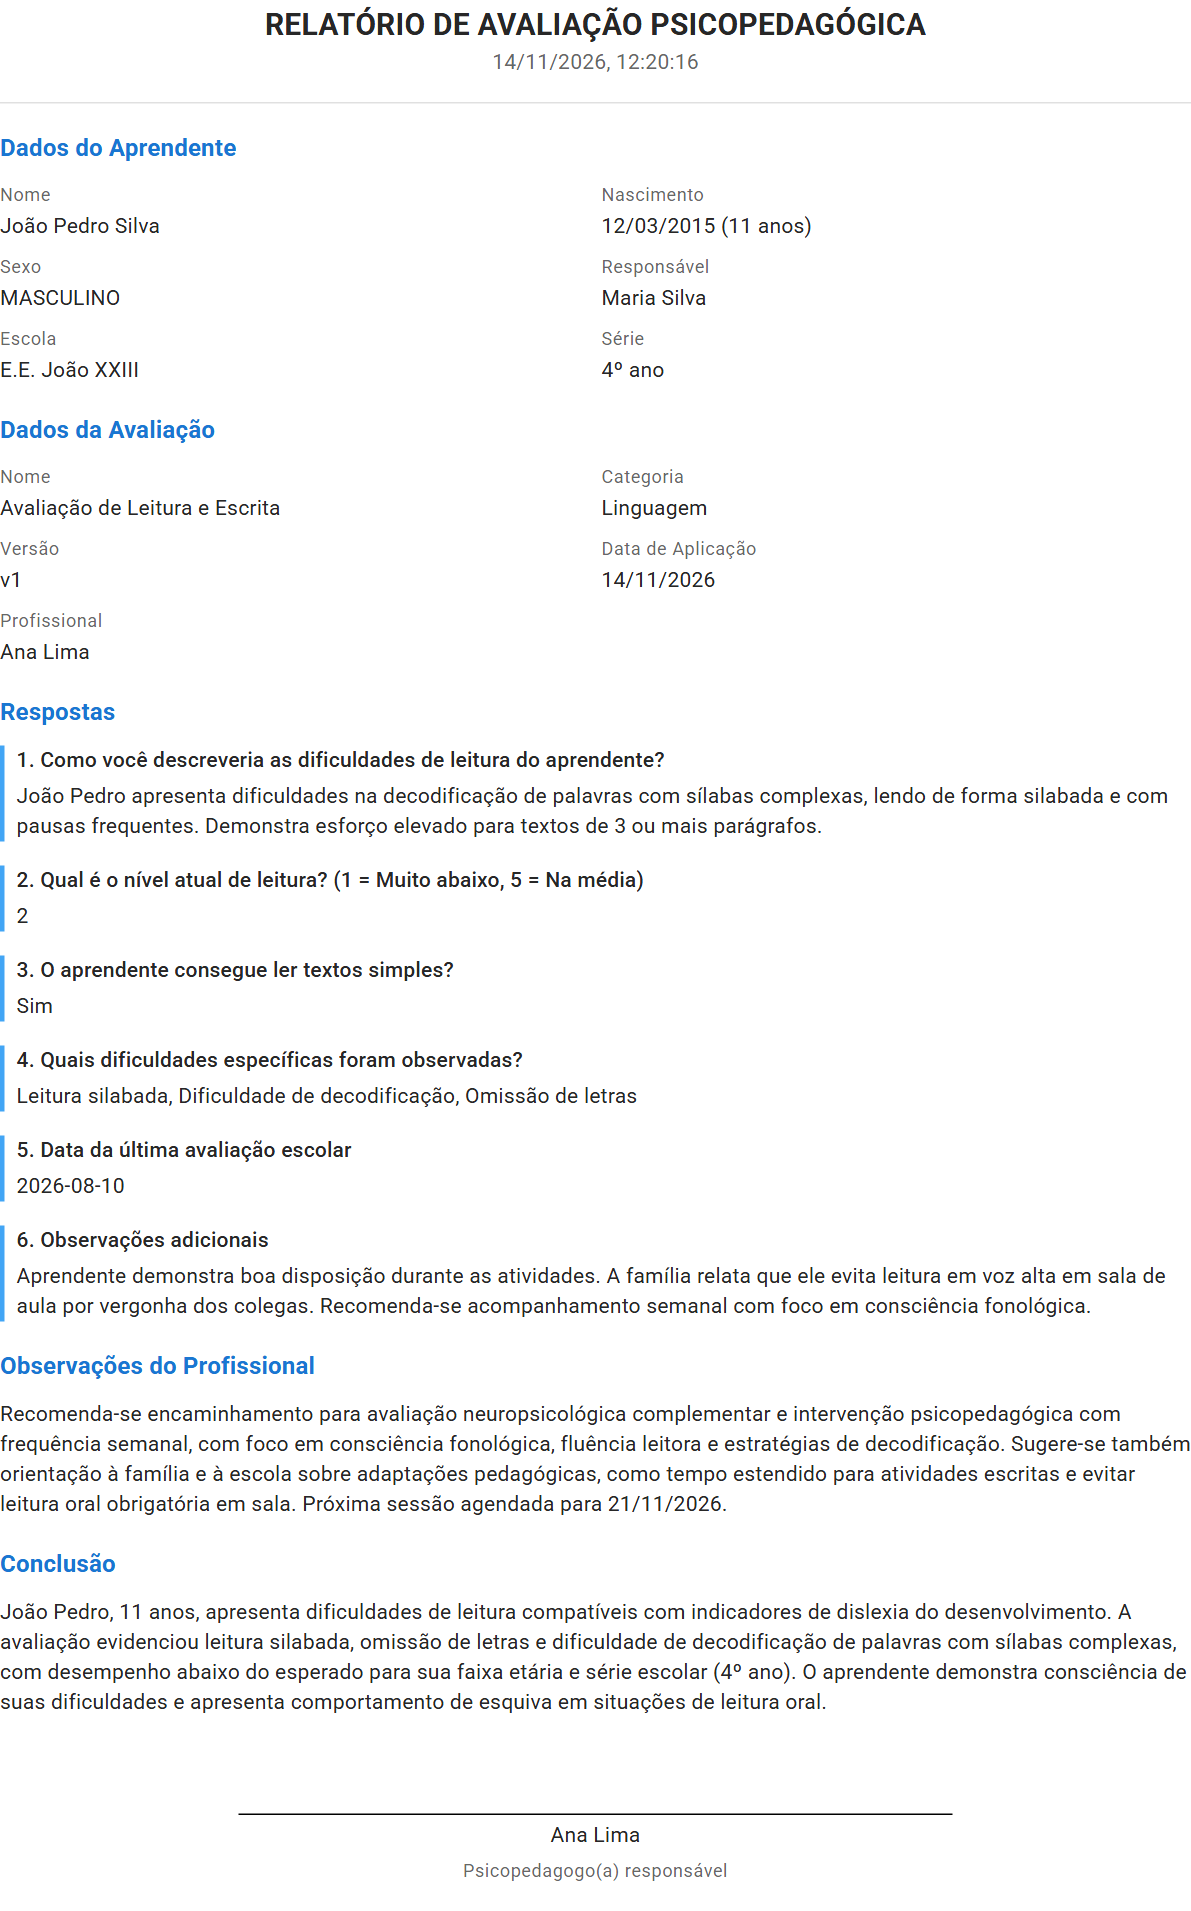 RELATÓRIO DE AVALIAÇÃO PSICOPEDAGÓGICA
14/11/2026, 12:20:16
Dados do Aprendente
Nome
João Pedro Silva
Nascimento
12/03/2015 (11 anos)
Sexo
MASCULINO
Responsável
Maria Silva
Escola
E.E. João XXIII
Série
4º ano
Dados da Avaliação
Nome
Avaliação de Leitura e Escrita
Categoria
Linguagem
Versão
v1
Data de Aplicação
14/11/2026
Profissional
Ana Lima
Respostas
1. Como você descreveria as dificuldades de leitura do aprendente?
João Pedro apresenta dificuldades na decodificação de palavras com sílabas complexas, lendo de forma silabada e com
pausas frequentes. Demonstra esforço elevado para textos de 3 ou mais parágrafos.
2. Qual é o nível atual de leitura? (1 = Muito abaixo, 5 = Na média)
2
3. O aprendente consegue ler textos simples?
Sim
4. Quais dificuldades específicas foram observadas?
Leitura silabada, Dificuldade de decodificação, Omissão de letras
5. Data da última avaliação escolar
2026-08-10
6. Observações adicionais
Aprendente demonstra boa disposição durante as atividades. A família relata que ele evita leitura em voz alta em sala de
aula por vergonha dos colegas. Recomenda-se acompanhamento semanal com foco em consciência fonológica.
Observações do Profissional
Recomenda-se encaminhamento para avaliação neuropsicológica complementar e intervenção psicopedagógica com
frequência semanal, com foco em consciência fonológica, fluência leitora e estratégias de decodificação. Sugere-se também
orientação à família e à escola sobre adaptações pedagógicas, como tempo estendido para atividades escritas e evitar
leitura oral obrigatória em sala. Próxima sessão agendada para 21/11/2026.
Conclusão
João Pedro, 11 anos, apresenta dificuldades de leitura compatíveis com indicadores de dislexia do desenvolvimento. A
avaliação evidenciou leitura silabada, omissão de letras e dificuldade de decodificação de palavras com sílabas complexas,
com desempenho abaixo do esperado para sua faixa etária e série escolar (4º ano). O aprendente demonstra consciência de
suas dificuldades e apresenta comportamento de esquiva em situações de leitura oral.
Ana Lima
Psicopedagogo(a) responsável